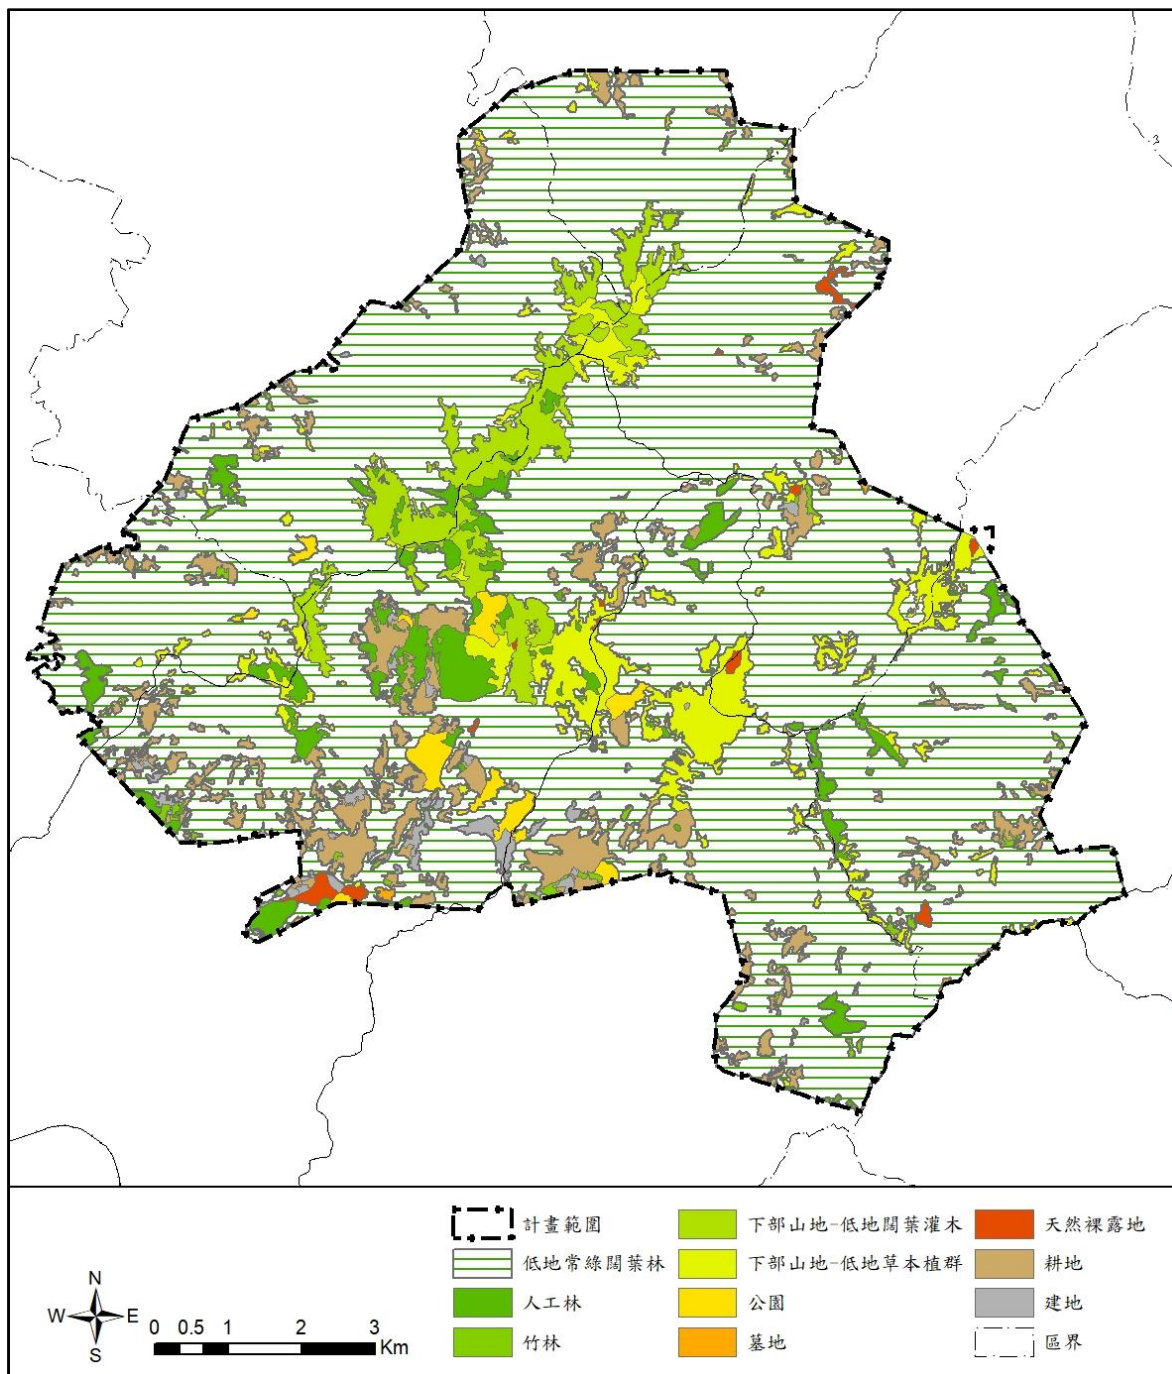 計畫範圍
下部山地-低地闊葉灌木
天然裸露地
低地常綠闊葉林
下部山地-低地草本植群
耕地
人工林
公園
建地
竹林
墓地
區界
N
W E
S
0 0.5 1 2 3
Km